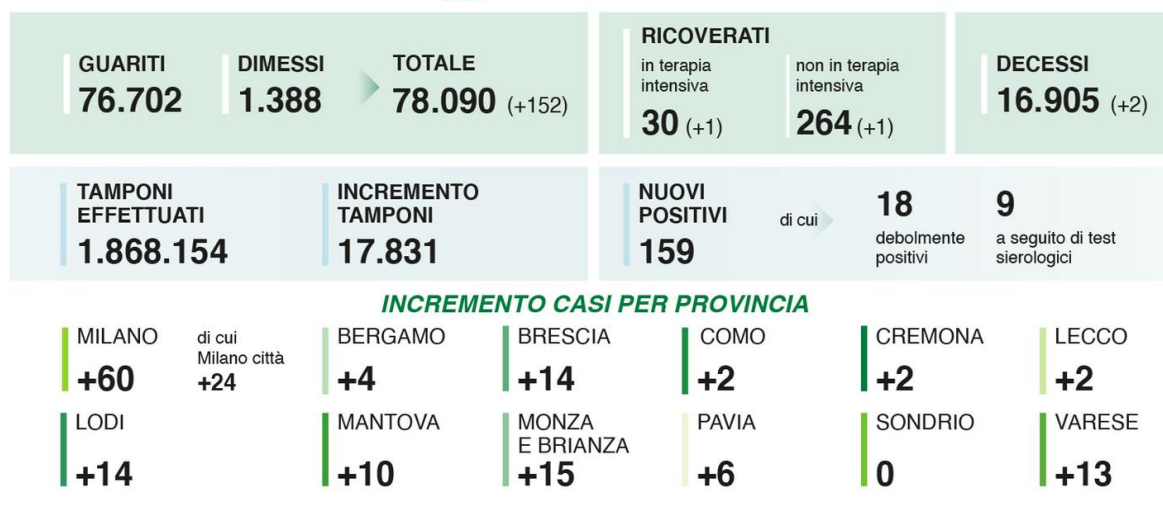 GUARITI
76.702
DIMESSI
1.388
TOTALE
78.090 (+152)
RICOVERATI
in terapia
intensiva
30 (+1)
non in terapia
intensiva
264 (+1)
DECESSI
16.905 (+2)
TAMPONI
EFFETTUATI
1.868.154
INCREMENTO
TAMPONI
17.831
NUOVI
POSITIVI
159
di cui
18
debolmente
positivi
9
a seguito di test
sierologici
INCREMENTO CASI PER PROVINCIA
MILANO
+60
di cui
Milano città
+24
BERGAMO
+4
BRESCIA
+14
COMO
+2
CREMONA
+2
LECCO
+2
LODI
+14
MANTOVA
+10
MONZA
E BRIANZA
+15
PAVIA
+6
SONDRIO
0
VARESE
+13